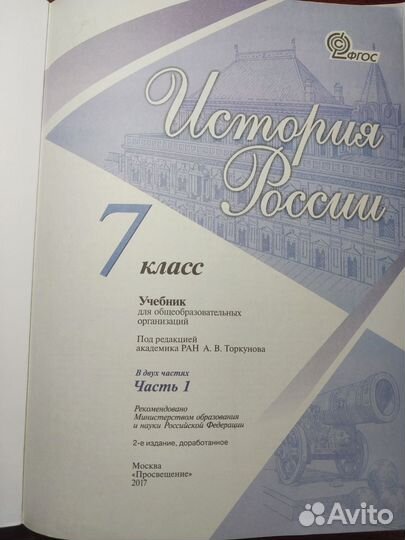 ФГОС
История
России
7 класс
Учебник
для общеобразовательных
организаций
Под редакцией
академика РАН А. В. Торкунова
В двух частях
Часть 1
Рекомендовано
Министерством образования
и науки Российской Федерации
2-е издание, доработанное
Москва
«Просвещение»
2017
Avito